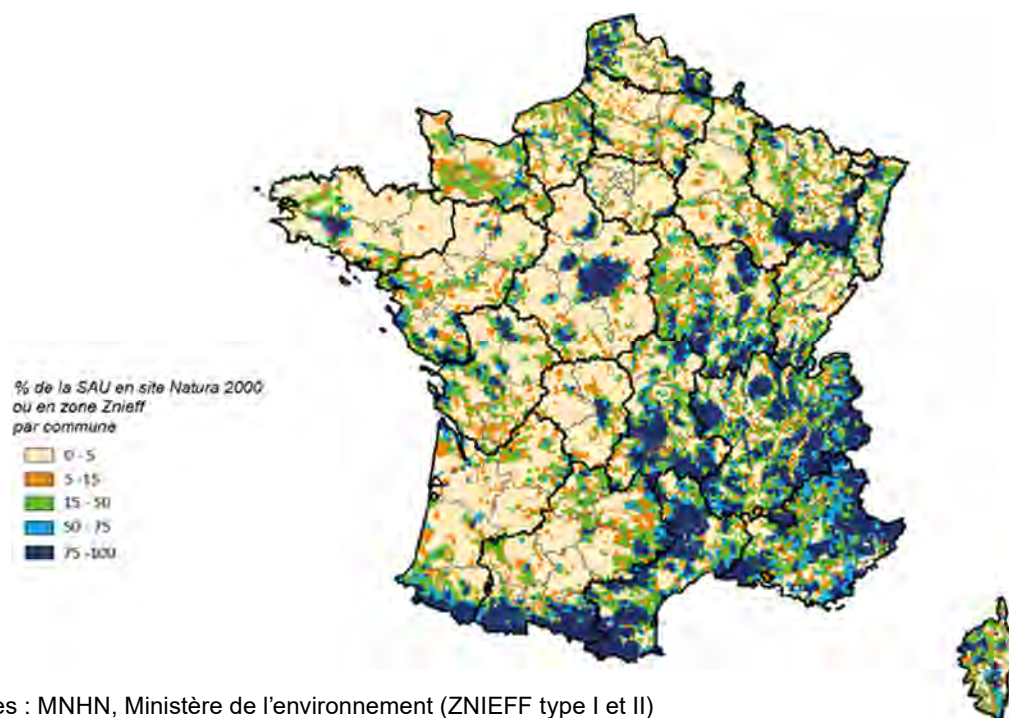 % de la SAU en site Natura 2000
ou en zone Znieff
par commune
0 - 5
5 -15
15 - 50
50 - 75
75 -100
es : MNHN, Ministère de l’environnement (ZNIEFF type I et II)